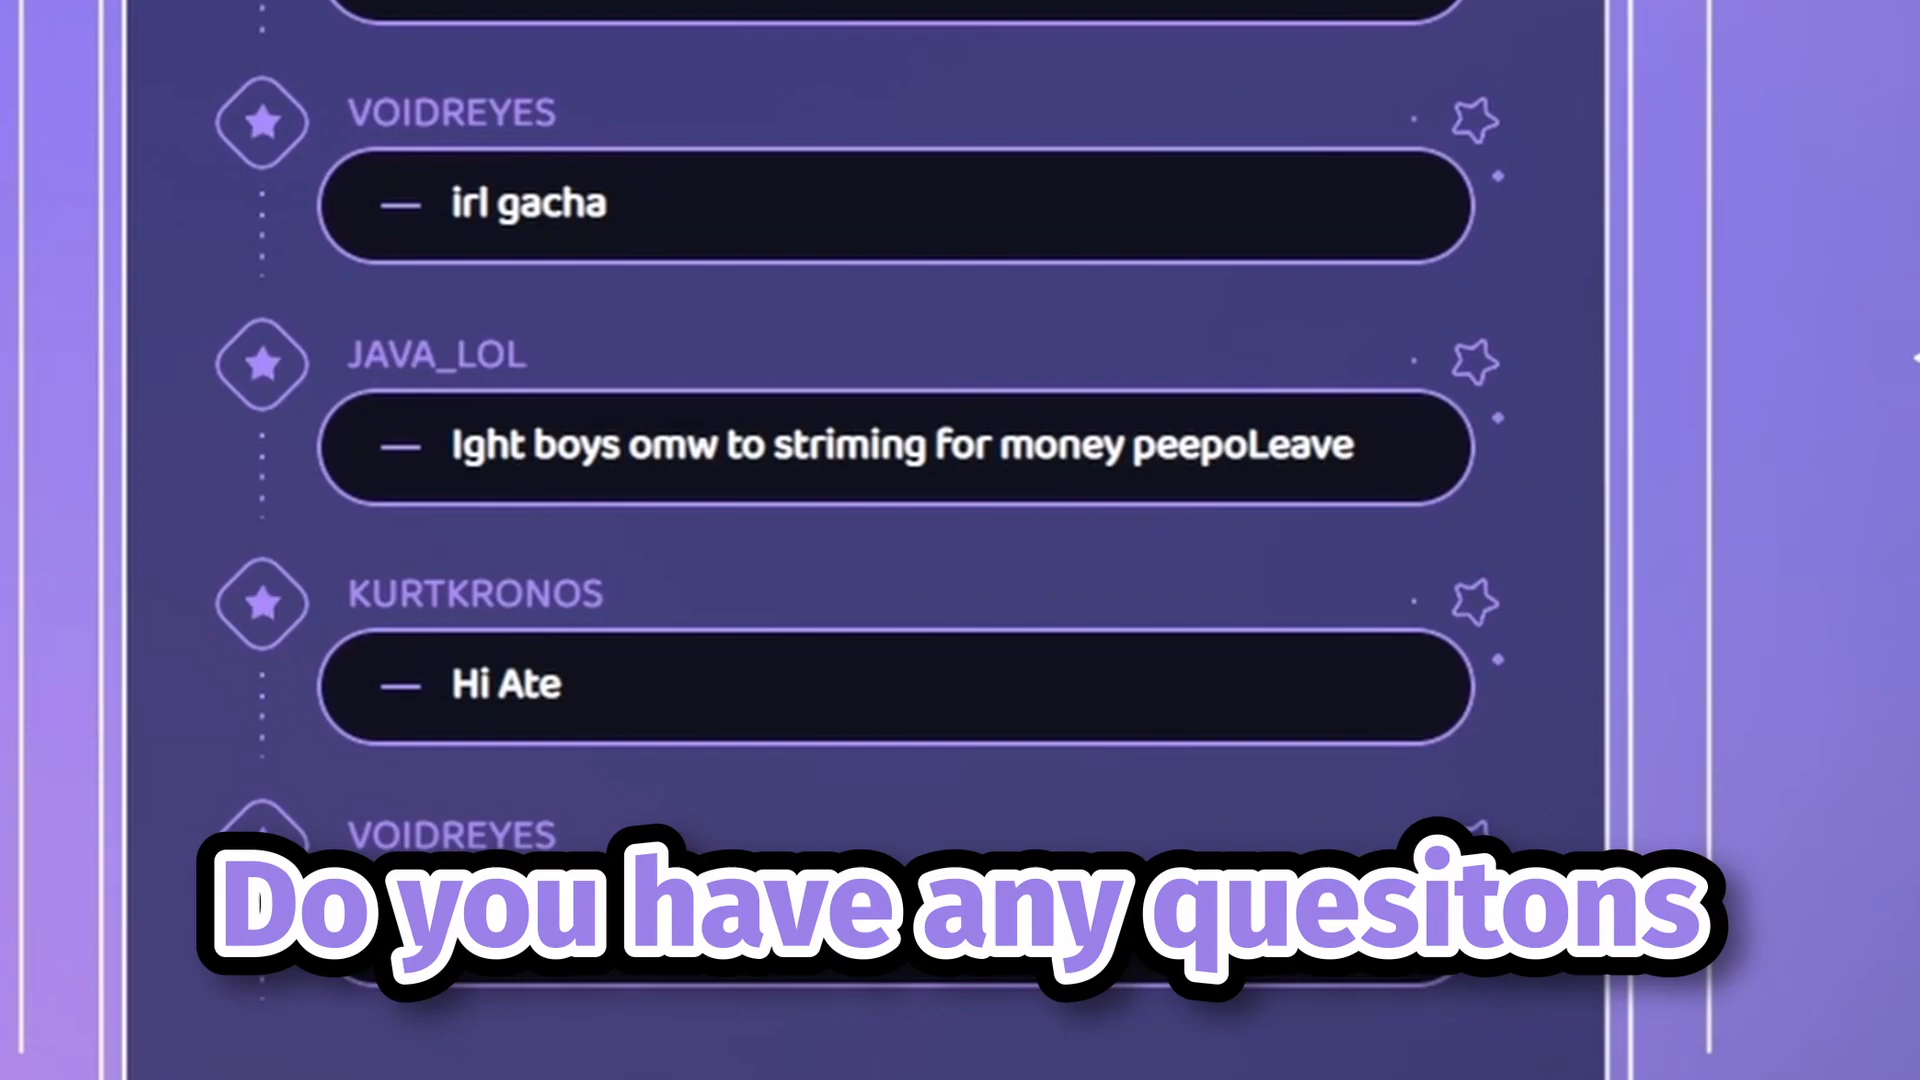 VOIDREYES
— irl gacha
JAVA_LOL
— Ight boys omw to striming for money peepoLeave
KURTKRONOS
— Hi Ate
VOIDREYES
Do you have any quesitons